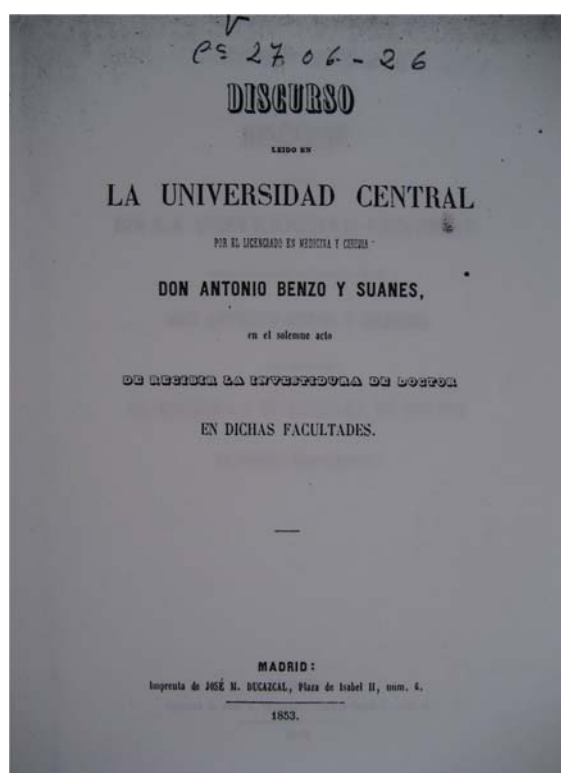 27 06-26
DISCURSO
LEIDO EN
LA UNIVERSIDAD CENTRAL
POR EL LICENCIADO EN MEDICINA Y CIRUJIA
DON ANTONIO BENZO Y SUANES,
en el solemne acto
DE RECIBIR LA INVESTIDURA DE DOCTOR
EN DICHAS FACULTADES.
MADRID:
Imprenta de JOSÉ M. DUCAZCAL, Plaza de Isabel II, núm. 6.
1853.